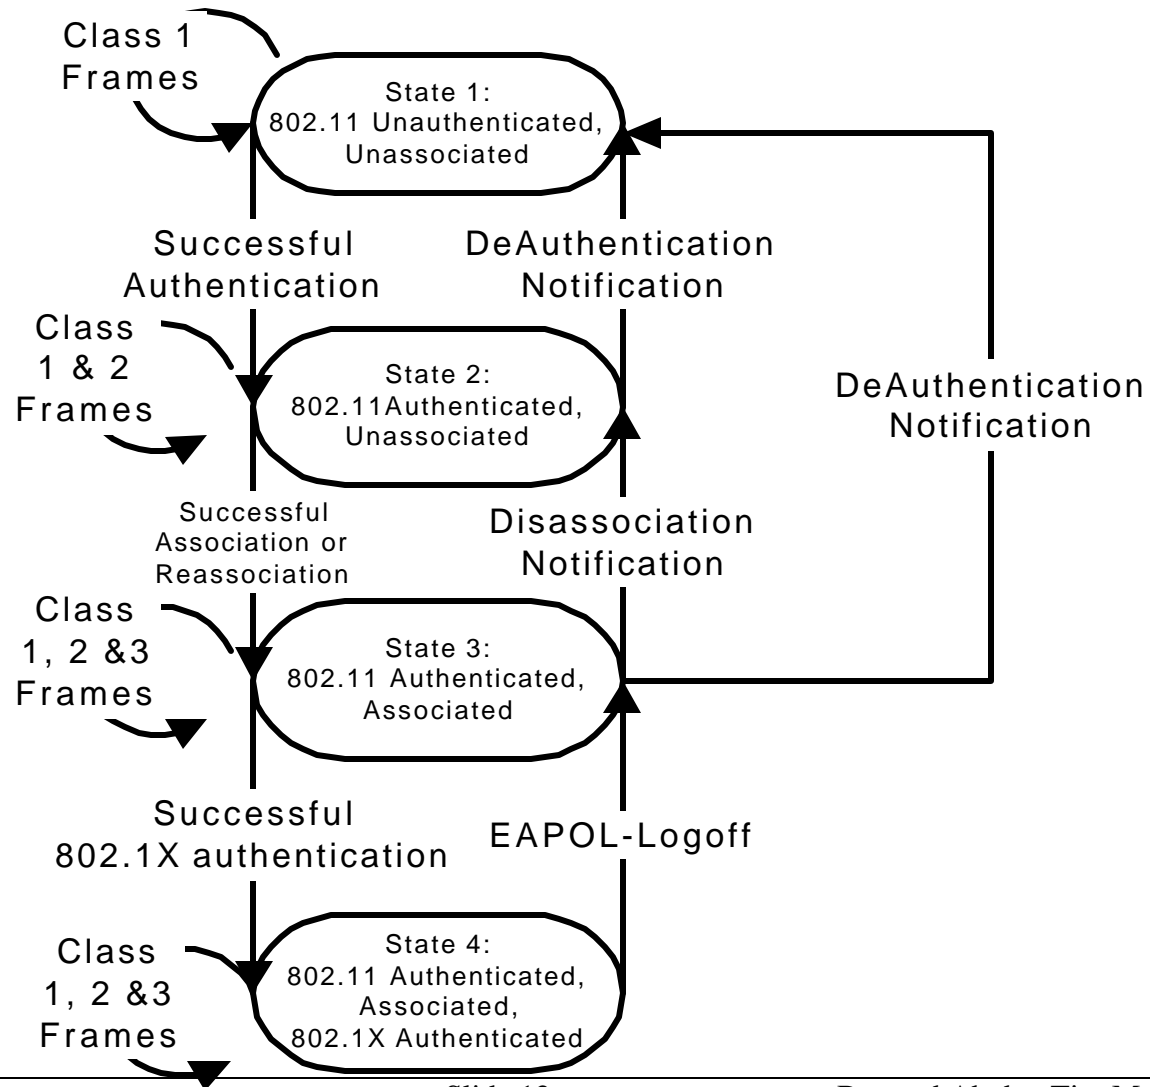 Class 1
Frames
State 1:
802.11 Unauthenticated,
Unassociated
Successful
Authentication
DeAuthentication
Notification
Class
1 & 2
Frames
State 2:
802.11Authenticated,
Unassociated
DeAuthentication
Notification
Successful
Association or
Reassociation
Disassociation
Notification
Class
1, 2 &3
Frames
State 3:
802.11 Authenticated,
Associated
Successful
802.1X authentication
EAPOL-Logoff
Class
1, 2 &3
Frames
State 4:
802.11 Authenticated,
Associated,
802.1X Authenticated